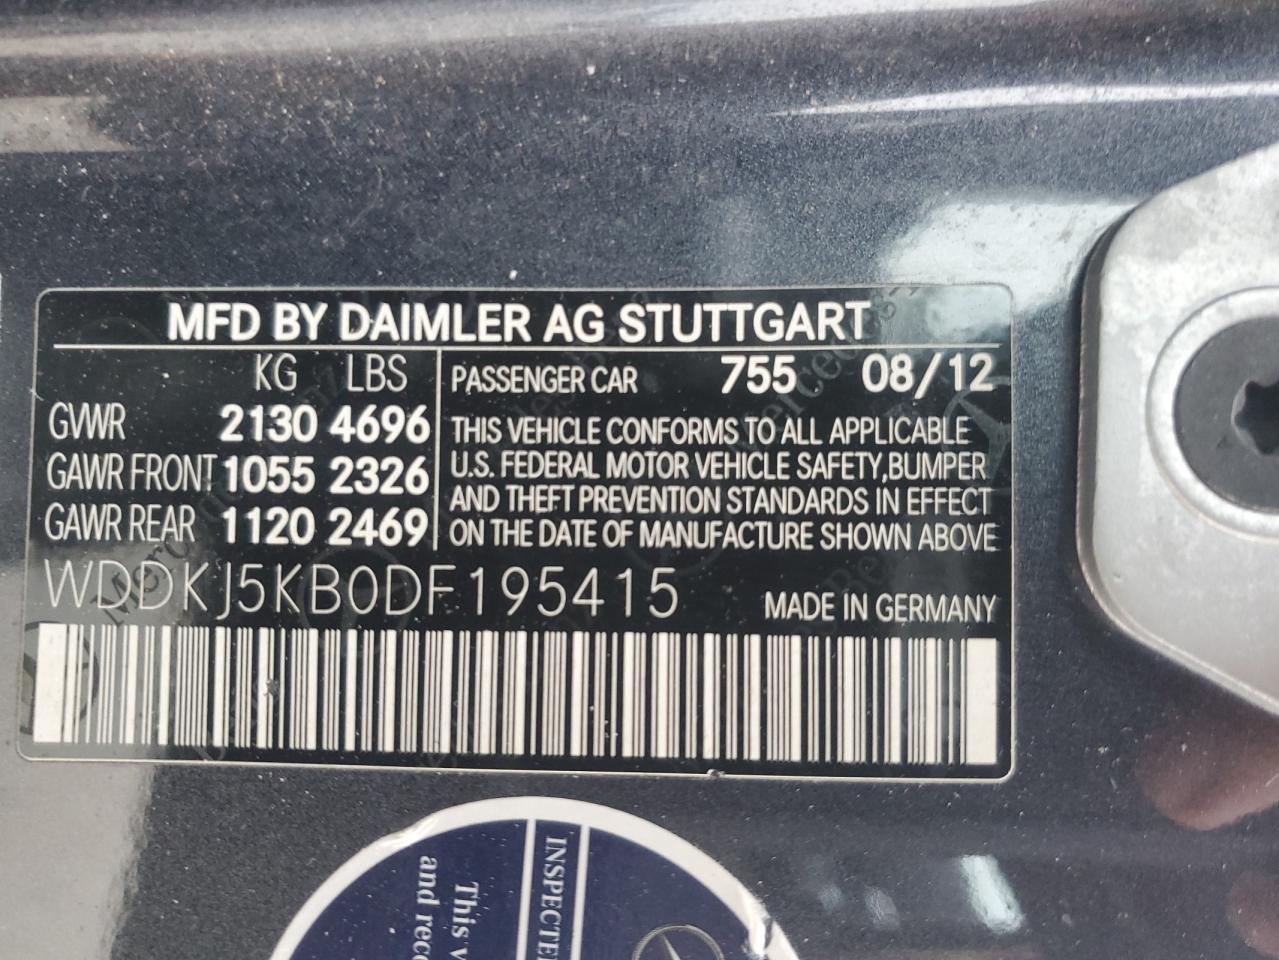 MFD BY DAIMLER AG STUTTGART
KG LBS
GVWR 2130 4696
GAWR FRONT 1055 2326
GAWR REAR 1120 2469
PASSENGER CAR 755 08/12
THIS VEHICLE CONFORMS TO ALL APPLICABLE
U.S. FEDERAL MOTOR VEHICLE SAFETY,BUMPER
AND THEFT PREVENTION STANDARDS IN EFFECT
ON THE DATE OF MANUFACTURE SHOWN ABOVE
WDDKJ5KB0DF195415 MADE IN GERMANY
INSPECTED
This
and